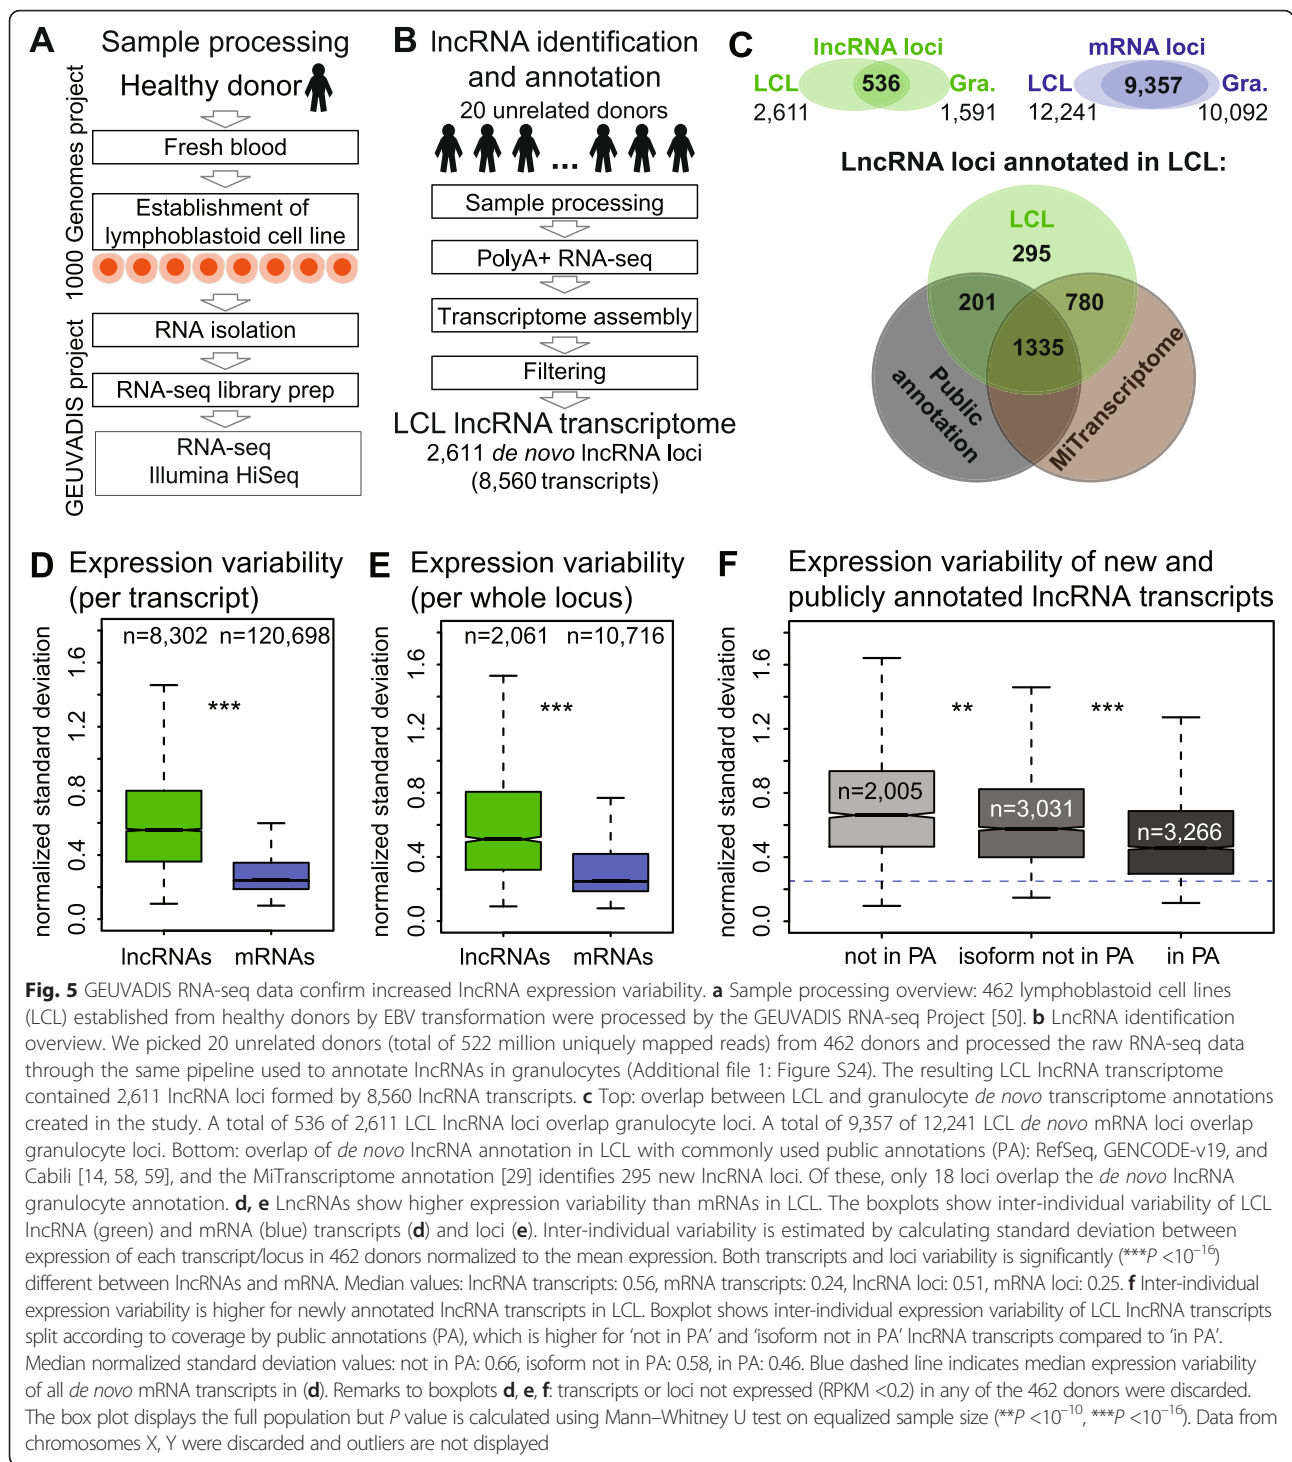 A Sample processing
Healthy donor
Fresh blood
Establishment of
lymphoblastoid cell line
RNA isolation
RNA-seq library prep
RNA-seq
Illumina HiSeq
1000 Genomes project
GEUVADIS project
B lncRNA identification
and annotation
20 unrelated donors
...
Sample processing
PolyA+ RNA-seq
Transcriptome assembly
Filtering
LCL lncRNA transcriptome
2,611 de novo lncRNA loci
(8,560 transcripts)
C
lncRNA loci
LCL 536 Gra.
2,611 1,591
mRNA loci
LCL 9,357 Gra.
12,241 10,092
LncRNA loci annotated in LCL:
LCL
295
201 780
1335
Public
annotation
MiTranscriptome
D Expression variability
(per transcript)
n=8,302 n=120,698
***
normalized standard deviation
0.0 0.4 0.8 1.2 1.6
lncRNAs mRNAs
E Expression variability
(per whole locus)
n=2,061 n=10,716
***
normalized standard deviation
0.0 0.4 0.8 1.2 1.6
lncRNAs mRNAs
F Expression variability of new and
publicly annotated lncRNA transcripts
** ***
n=2,005
n=3,031
n=3,266
normalized standard deviation
0.0 0.4 0.8 1.2 1.6
not in PA isoform not in PA in PA
Fig. 5 GEUVADIS RNA-seq data confirm increased lncRNA expression variability. a Sample processing overview: 462 lymphoblastoid cell lines
(LCL) established from healthy donors by EBV transformation were processed by the GEUVADIS RNA-seq Project [50]. b LncRNA identification
overview. We picked 20 unrelated donors (total of 522 million uniquely mapped reads) from 462 donors and processed the raw RNA-seq data
through the same pipeline used to annotate lncRNAs in granulocytes (Additional file 1: Figure S24). The resulting LCL lncRNA transcriptome
contained 2,611 lncRNA loci formed by 8,560 lncRNA transcripts. c Top: overlap between LCL and granulocyte de novo transcriptome annotations
created in the study. A total of 536 of 2,611 LCL lncRNA loci overlap granulocyte loci. A total of 9,357 of 12,241 LCL de novo mRNA loci overlap
granulocyte loci. Bottom: overlap of de novo lncRNA annotation in LCL with commonly used public annotations (PA): RefSeq, GENCODE-v19, and
Cabili [14, 58, 59], and the MiTranscriptome annotation [29] identifies 295 new lncRNA loci. Of these, only 18 loci overlap the de novo lncRNA
granulocyte annotation. d, e LncRNAs show higher expression variability than mRNAs in LCL. The boxplots show inter-individual variability of LCL
lncRNA (green) and mRNA (blue) transcripts (d) and loci (e). Inter-individual variability is estimated by calculating standard deviation between
expression of each transcript/locus in 462 donors normalized to the mean expression. Both transcripts and loci variability is significantly (***P <10⁻¹⁶)
different between lncRNAs and mRNA. Median values: lncRNA transcripts: 0.56, mRNA transcripts: 0.24, lncRNA loci: 0.51, mRNA loci: 0.25. f Inter-individual
expression variability is higher for newly annotated lncRNA transcripts in LCL. Boxplot shows inter-individual expression variability of LCL lncRNA transcripts
split according to coverage by public annotations (PA), which is higher for ‘not in PA’ and ‘isoform not in PA’ lncRNA transcripts compared to ‘in PA’.
Median normalized standard deviation values: not in PA: 0.66, isoform not in PA: 0.58, in PA: 0.46. Blue dashed line indicates median expression variability
of all de novo mRNA transcripts in (d). Remarks to boxplots d, e, f: transcripts or loci not expressed (RPKM <0.2) in any of the 462 donors were discarded.
The box plot displays the full population but P value is calculated using Mann–Whitney U test on equalized sample size (**P <10⁻¹⁰, ***P <10⁻¹⁶). Data from
chromosomes X, Y were discarded and outliers are not displayed